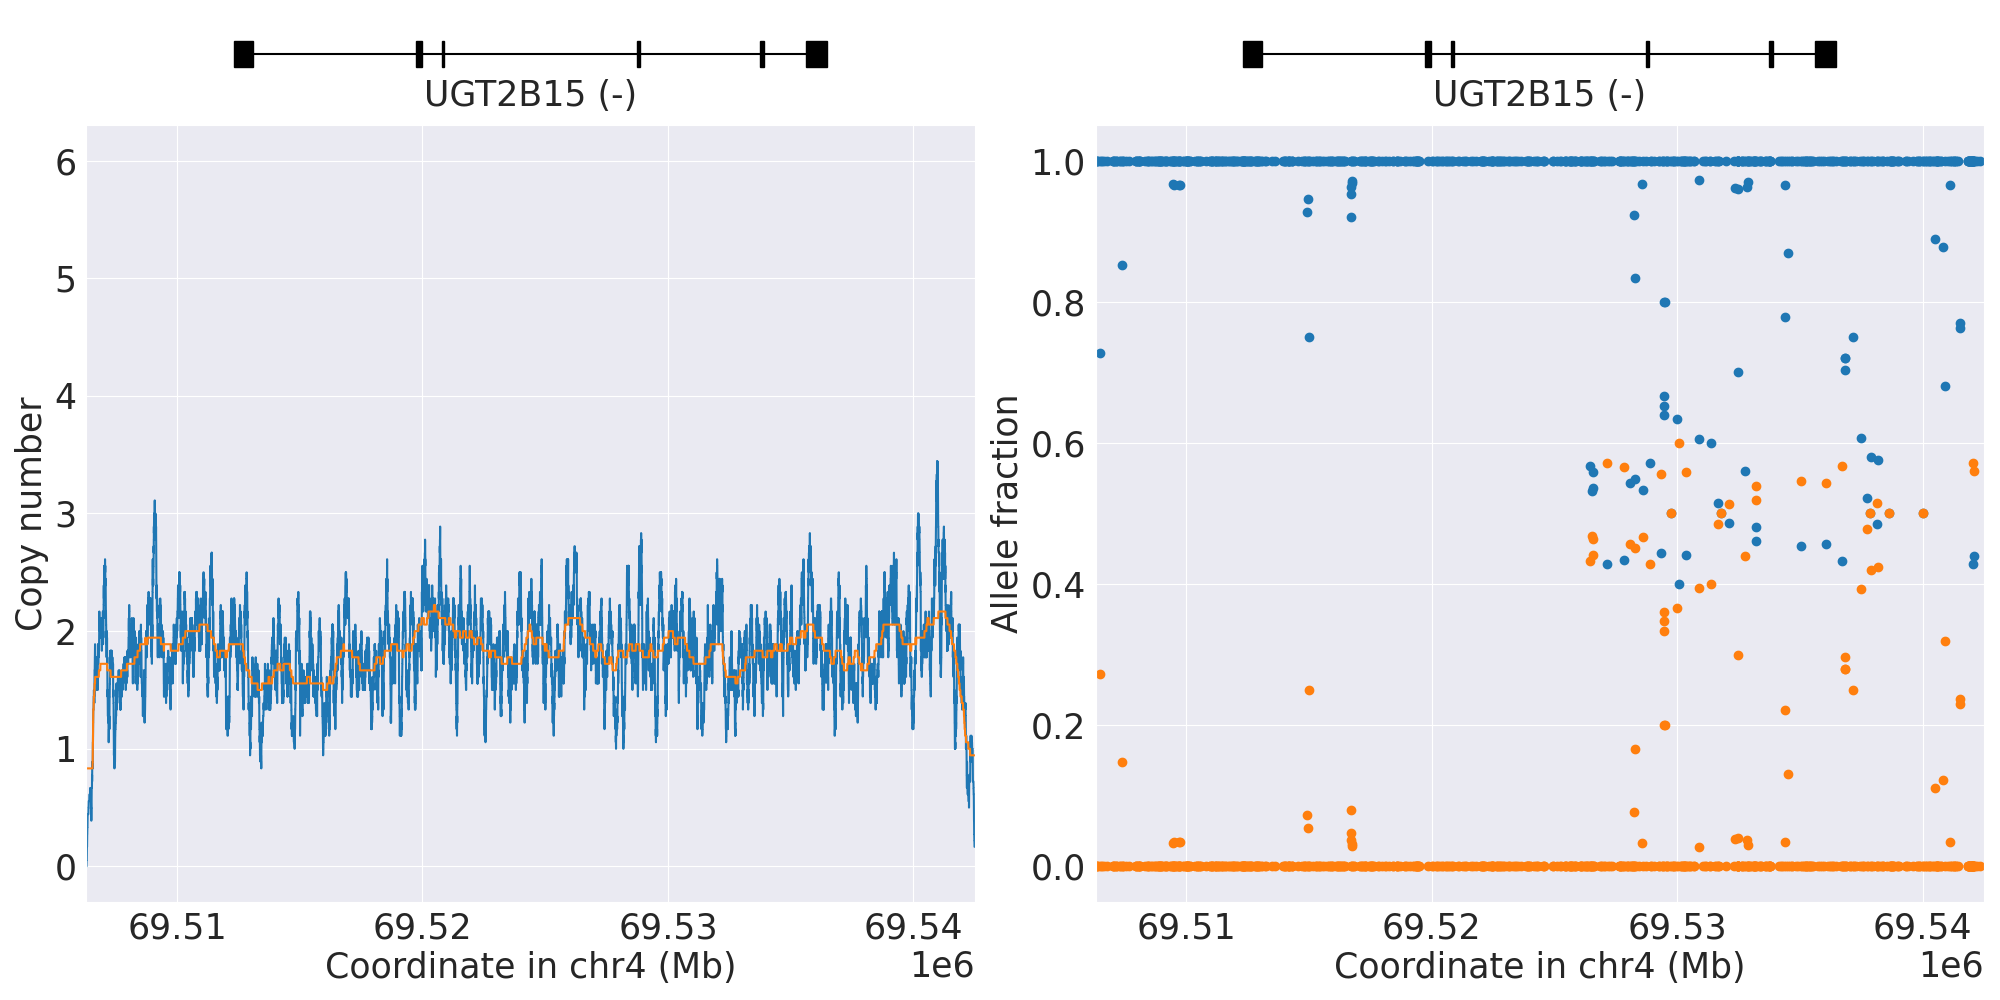 UGT2B15 (-)
UGT2B15 (-)
Copy number
6
5
4
3
2
1
0
69.51
69.52
69.53
69.54
Coordinate in chr4 (Mb)
1e6
Allele fraction
1.0
0.8
0.6
0.4
0.2
0.0
69.51
69.52
69.53
69.54
Coordinate in chr4 (Mb)
1e6